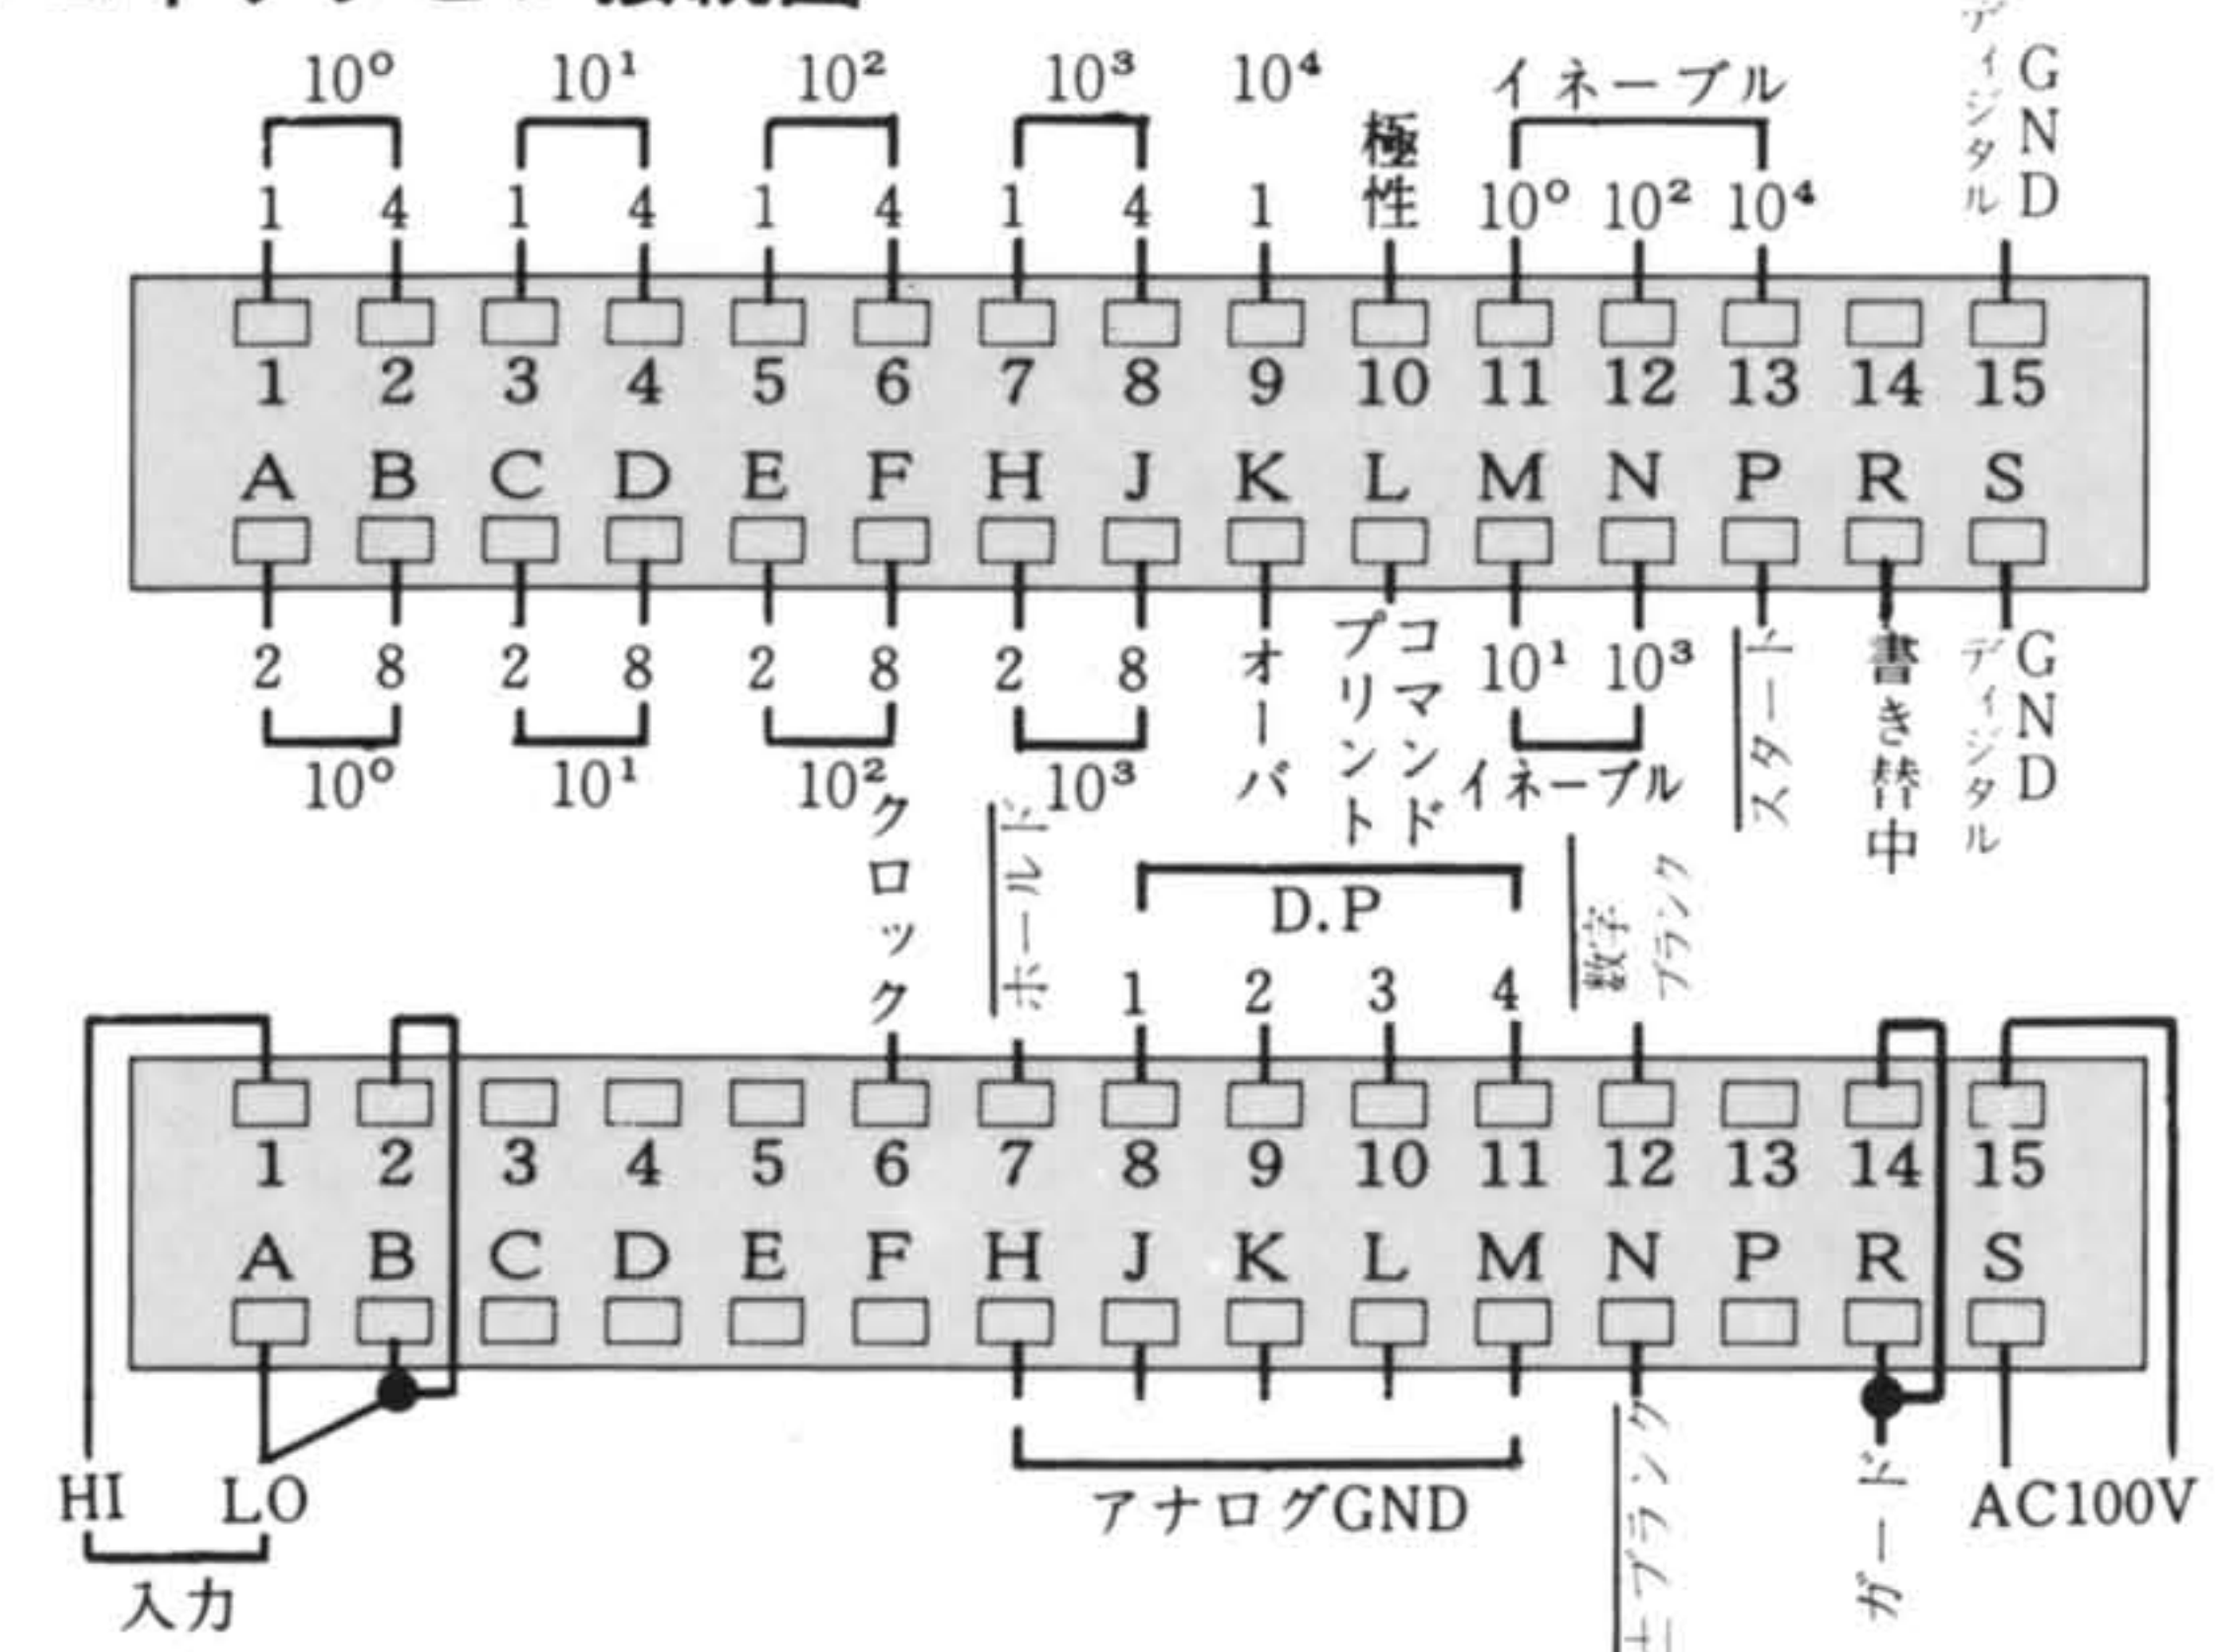 10⁰ 10¹ 10² 10³ 10⁴ 極性 イネーブル ディジタル GND
1 4 1 4 1 4 1 4 1 10⁰ 10² 10⁴
1 2 3 4 5 6 7 8 9 10 11 12 13 14 15
A B C D E F H J K L M N P R S
2 8 2 8 2 8 2 8 オーバ プリント コマンド 10¹ 10³ スタート 書き替中 ディジタル GND
10⁰ 10¹ 10² 10³ イネーブル
クロック ホールド D.P 数字 ブランク
1 2 3 4
1 2 3 4 5 6 7 8 9 10 11 12 13 14 15
A B C D E F H J K L M N P R S
HI LO アナログGND ±ブランク ガード AC100V
入力